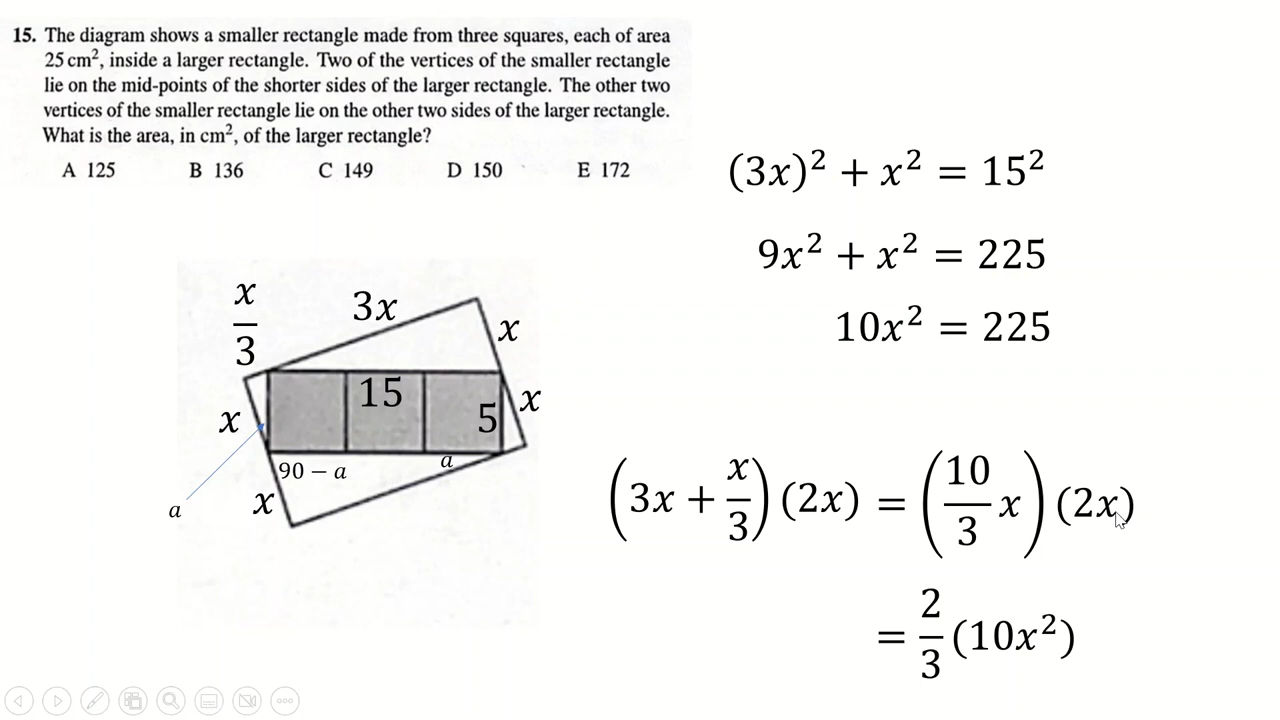 15. The diagram shows a smaller rectangle made from three squares, each of area
25 cm², inside a larger rectangle. Two of the vertices of the smaller rectangle
lie on the mid-points of the shorter sides of the larger rectangle. The other two
vertices of the smaller rectangle lie on the other two sides of the larger rectangle.
What is the area, in cm², of the larger rectangle?
A 125 B 136 C 149 D 150 E 172
(3x)² + x² = 15²
9x² + x² = 225
10x² = 225
x/3
3x
x
15
5
x
x
90 − a
a
x
a
(3x + x/3)(2x) = (10/3 x)(2x)
= 2/3 (10x²)